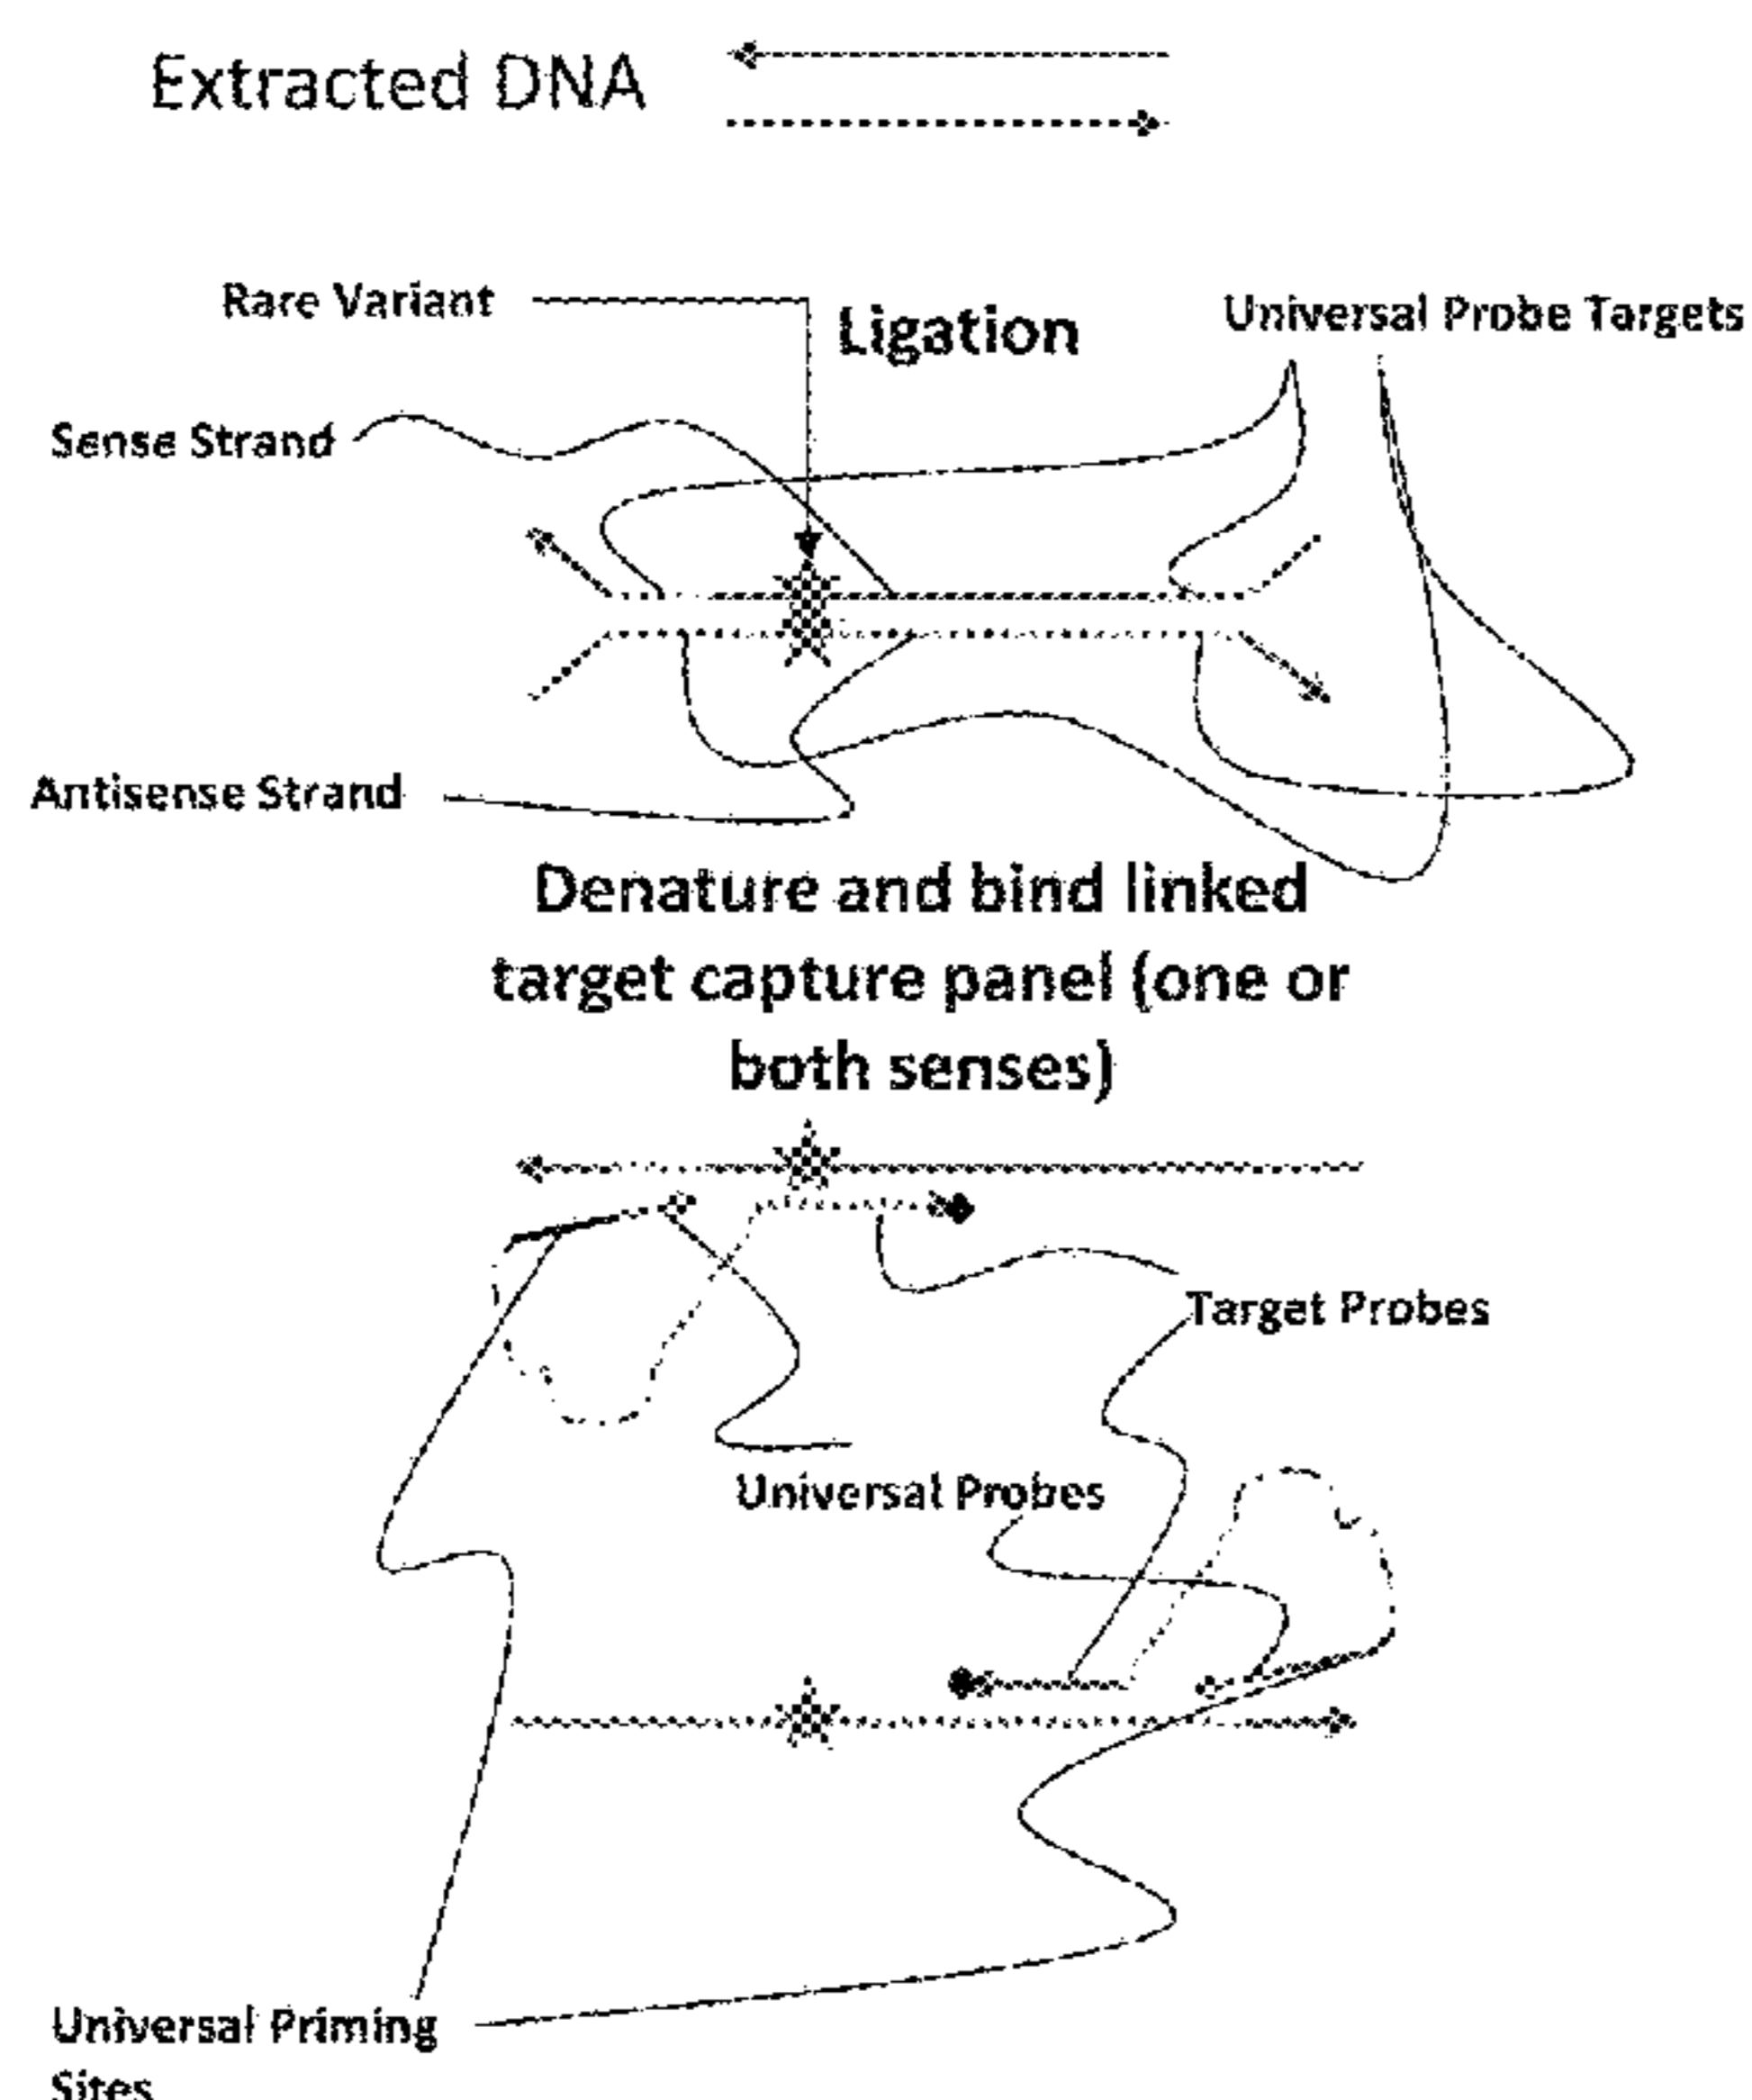 Extracted DNA
Rare Variant
Ligation
Universal Probe Targets
Sense Strand
Antisense Strand
Denature and bind linked
target capture panel (one or
both senses)
Target Probes
Universal Probes
Universal Priming
Sites